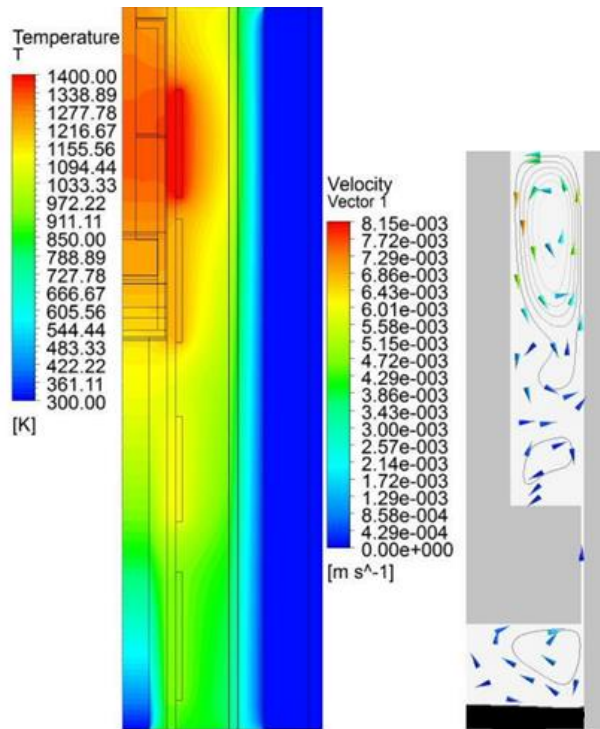 Temperature
T
1400.00
1338.89
1277.78
1216.67
1155.56
1094.44
1033.33
972.22
911.11
850.00
788.89
727.78
666.67
605.56
544.44
483.33
422.22
361.11
300.00
[K]
Velocity
Vector 1
8.15e-003
7.72e-003
7.29e-003
6.86e-003
6.43e-003
6.01e-003
5.58e-003
5.15e-003
4.72e-003
4.29e-003
3.86e-003
3.43e-003
3.00e-003
2.57e-003
2.14e-003
1.72e-003
1.29e-003
8.58e-004
4.29e-004
0.00e+000
[m s^-1]